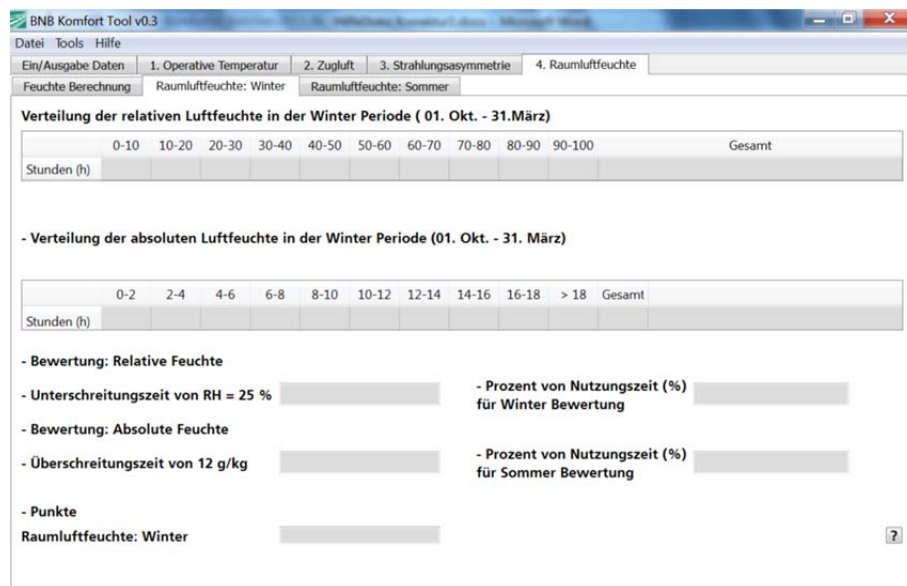 BNB Komfort Tool v0.3
Datei Tools Hilfe
Ein/Ausgabe Daten 1. Operative Temperatur 2. Zugluft 3. Strahlungsasymmetrie 4. Raumluftfeuchte
Feuchte Berechnung Raumluftfeuchte: Winter Raumluftfeuchte: Sommer
Verteilung der relativen Luftfeuchte in der Winter Periode ( 01. Okt. - 31.März)
0-10 10-20 20-30 30-40 40-50 50-60 60-70 70-80 80-90 90-100 Gesamt
Stunden (h)
- Verteilung der absoluten Luftfeuchte in der Winter Periode (01. Okt. - 31. März)
0-2 2-4 4-6 6-8 8-10 10-12 12-14 14-16 16-18 > 18 Gesamt
Stunden (h)
- Bewertung: Relative Feuchte
- Unterschreitungszeit von RH = 25 %
- Prozent von Nutzungszeit (%)
für Winter Bewertung
- Bewertung: Absolute Feuchte
- Überschreitungszeit von 12 g/kg
- Prozent von Nutzungszeit (%)
für Sommer Bewertung
- Punkte
Raumluftfeuchte: Winter
?